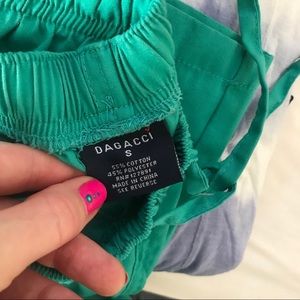 DAGACCI
S
55% COTTON
45% POLYESTER
RN#127891
MADE IN CHINA
SEE REVERSE